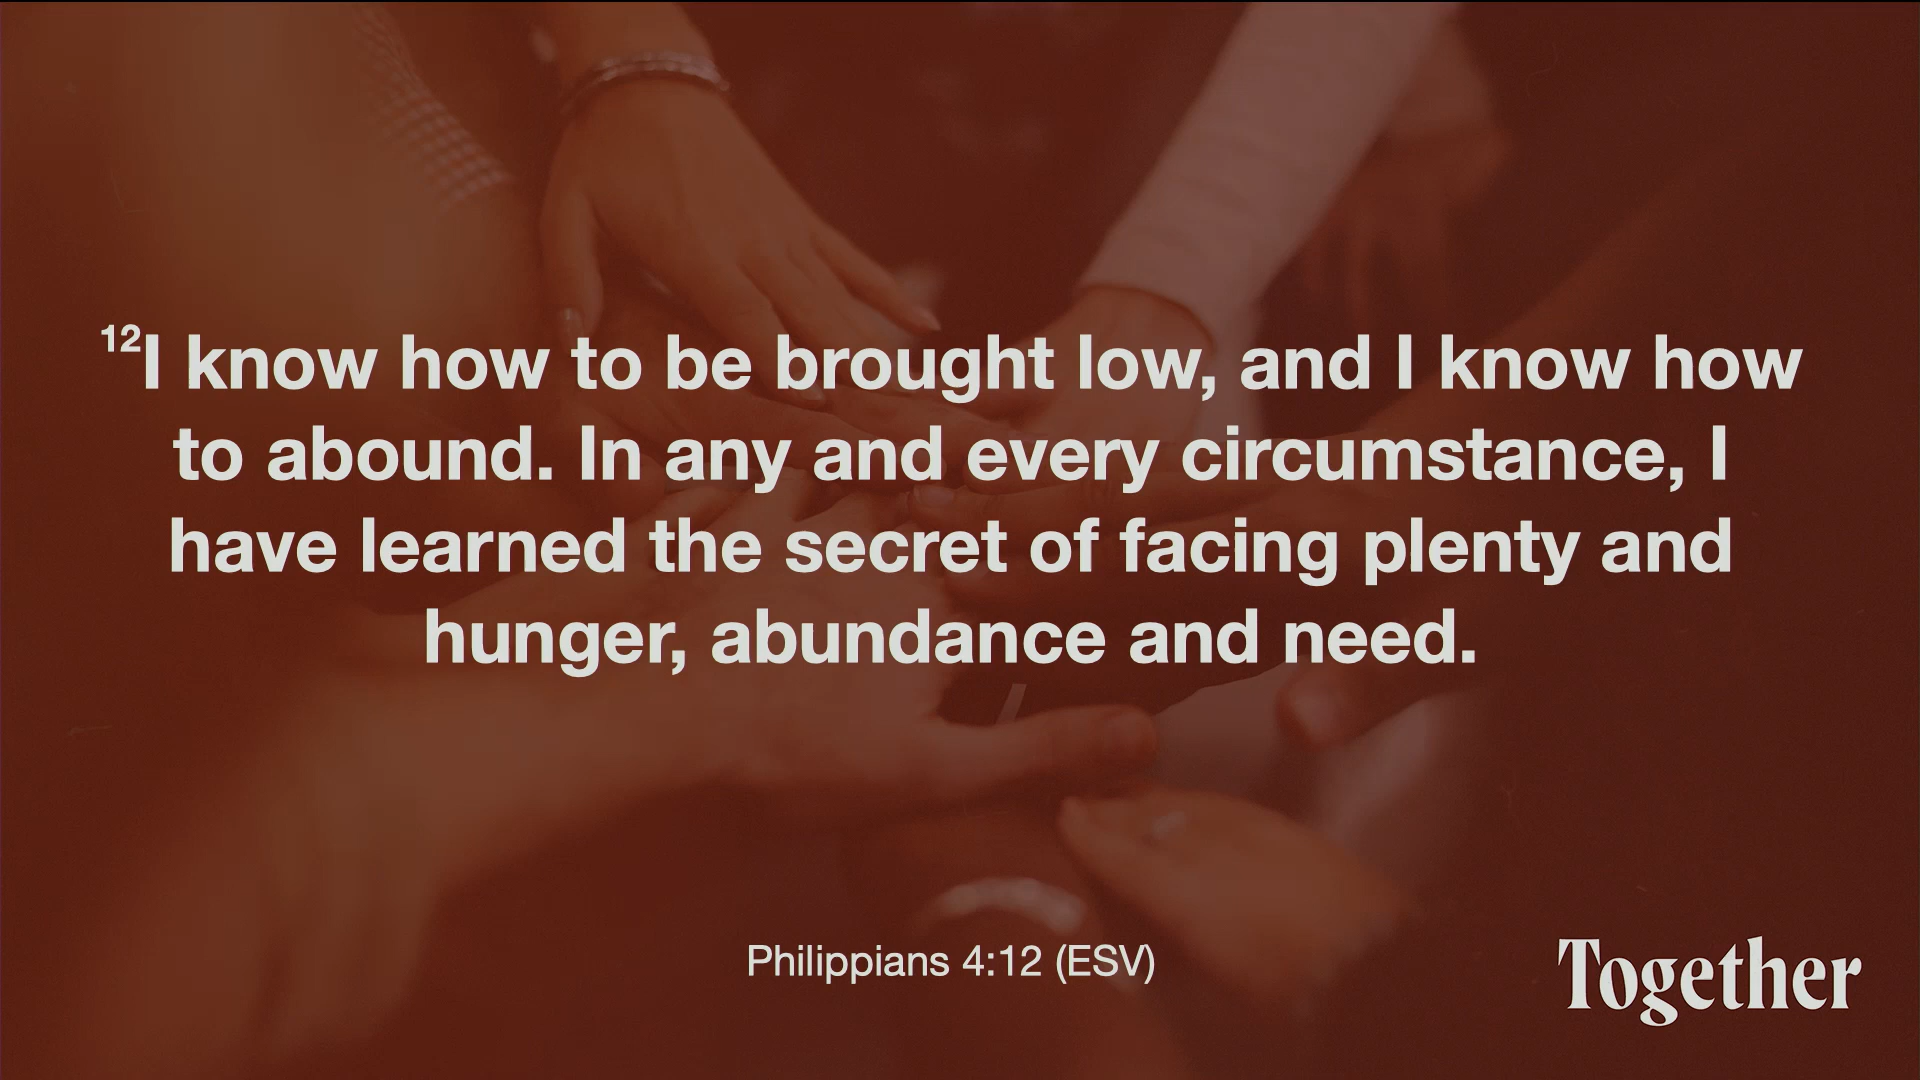 12I know how to be brought low, and I know how
to abound. In any and every circumstance, I
have learned the secret of facing plenty and
hunger, abundance and need.
Philippians 4:12 (ESV)
Together